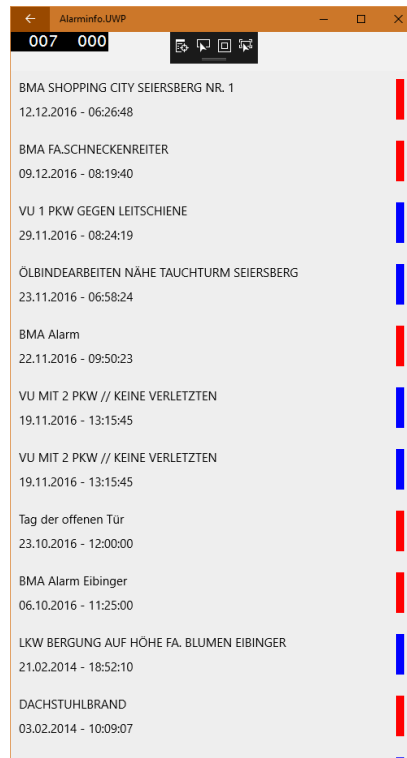 Alarminfo.UWP
007 000
BMA SHOPPING CITY SEIERSBERG NR. 1
12.12.2016 - 06:26:48
BMA FA.SCHNECKENREITER
09.12.2016 - 08:19:40
VU 1 PKW GEGEN LEITSCHIENE
29.11.2016 - 08:24:19
ÖLBINDEARBEITEN NÄHE TAUCHTURM SEIERSBERG
23.11.2016 - 06:58:24
BMA Alarm
22.11.2016 - 09:50:23
VU MIT 2 PKW // KEINE VERLETZTEN
19.11.2016 - 13:15:45
VU MIT 2 PKW // KEINE VERLETZTEN
19.11.2016 - 13:15:45
Tag der offenen Tür
23.10.2016 - 12:00:00
BMA Alarm Eibinger
06.10.2016 - 11:25:00
LKW BERGUNG AUF HÖHE FA. BLUMEN EIBINGER
21.02.2014 - 18:52:10
DACHSTUHLBRAND
03.02.2014 - 10:09:07